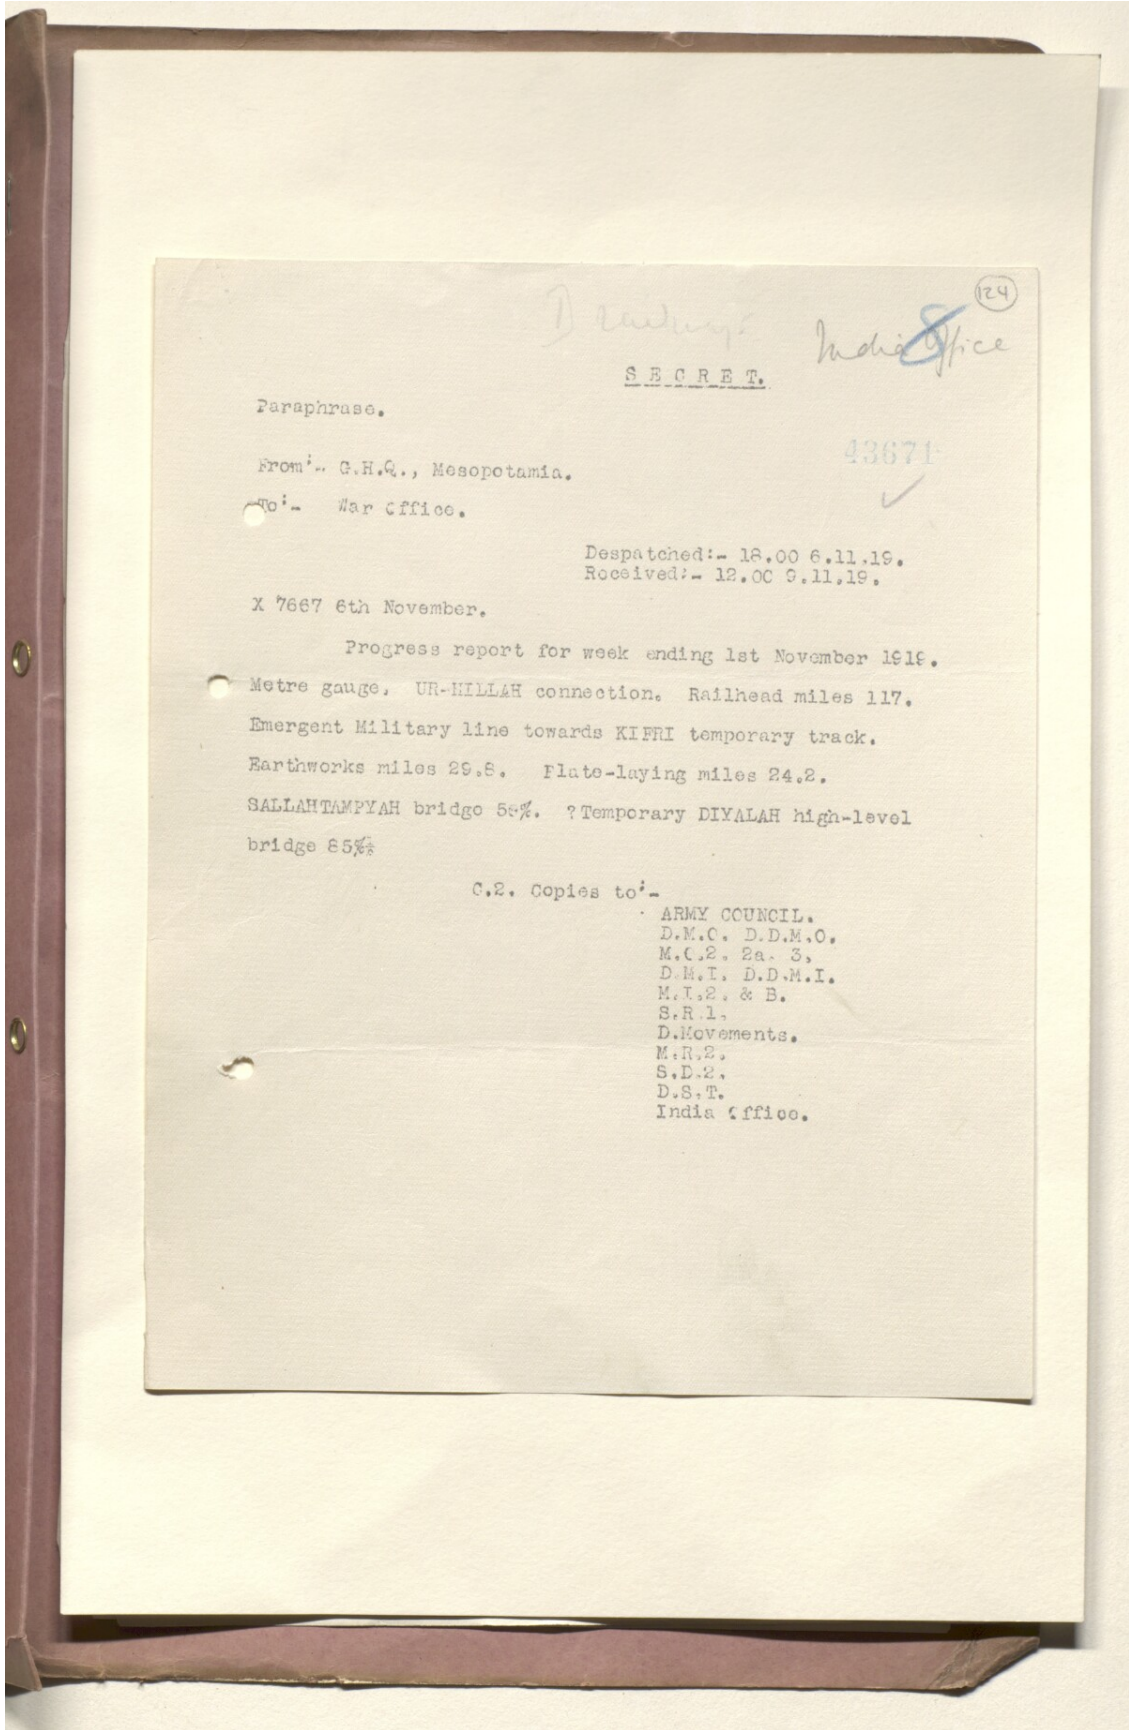 124
railways
India Office
8
SECRET.
Paraphrase.
43671
From:- G.H.Q., Mesopotamia.
To:- War Office.
Despatched:- 18.00 6.11.19.
Received:- 12.00 9.11.19.
X 7667 6th November.
Progress report for week ending 1st November 1919.
Metre gauge. UR-HILLAH connection. Railhead miles 117.
Emergent Military line towards KIFRI temporary track.
Earthworks miles 29.8. Plate-laying miles 24.2.
SALLAHTAMPYAH bridge %. ?Temporary DIYALAH high-level
bridge 85%
C.2. Copies to:-
ARMY COUNCIL.
D.M.O. D.D.M.O.
M.O.2. 2a. 3.
D.M.I. D.D.M.I.
M.I.2. & B.
S.R.1.
D.Movements.
M.R.2.
S.D.2.
D.S.T.
India Office.